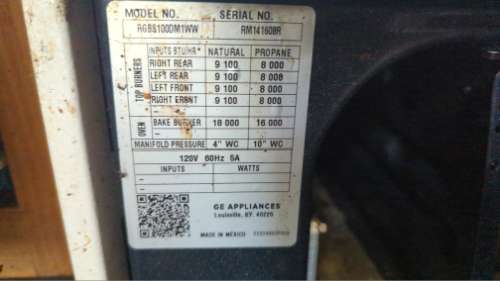 MODEL NO. SERIAL NO.
RGBS100DM1WW RM141608R
INPUTS BTU/HR* NATURAL PROPANE
TOP BURNERS
RIGHT REAR 9 100 8 000
LEFT REAR 9 100 8 000
LEFT FRONT 9 100 8 000
RIGHT FRONT 9 100 8 000
–
OVEN
BAKE BURNER 18 000 16 000
–
MANIFOLD PRESSURE 4" WC 10" WC
120V 60Hz 5A
INPUTS WATTS
–
–
GE APPLIANCES
Louisville, KY. 40225
MADE IN MÉXICO